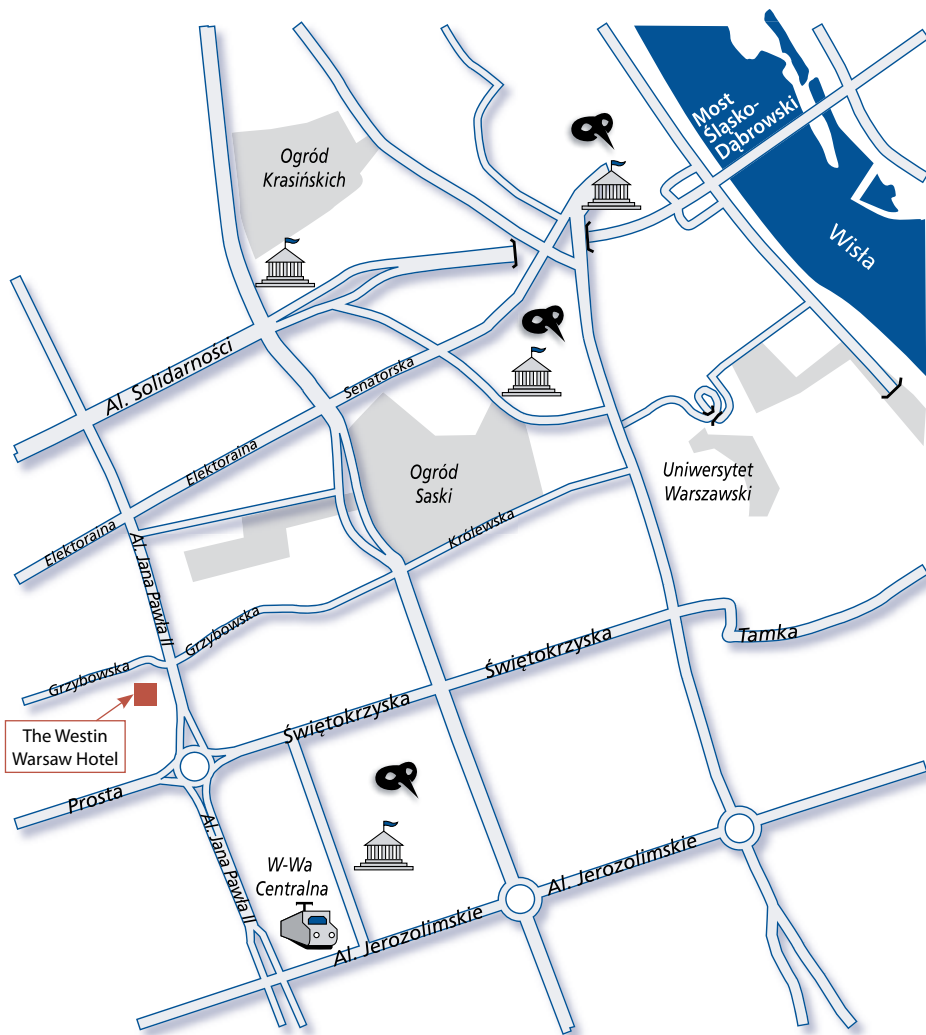 Most
Śląsko-
Dąbrowski
Ogród
Krasińskich
Wisła
Al. Solidarności
Senatorska
Elektoraina
Ogród
Saski
Uniwersytet
Warszawski
Królewska
Elektoraina
Al. Jana Pawła II
Grzybowska
Tamka
Świętokrzyska
Grzybowska
Świętokrzyska
The Westin
Warsaw Hotel
Prosta
Al. Jana Pawła II
W-Wa
Centralna
Al. Jerozolimskie
Al. Jerozolimskie